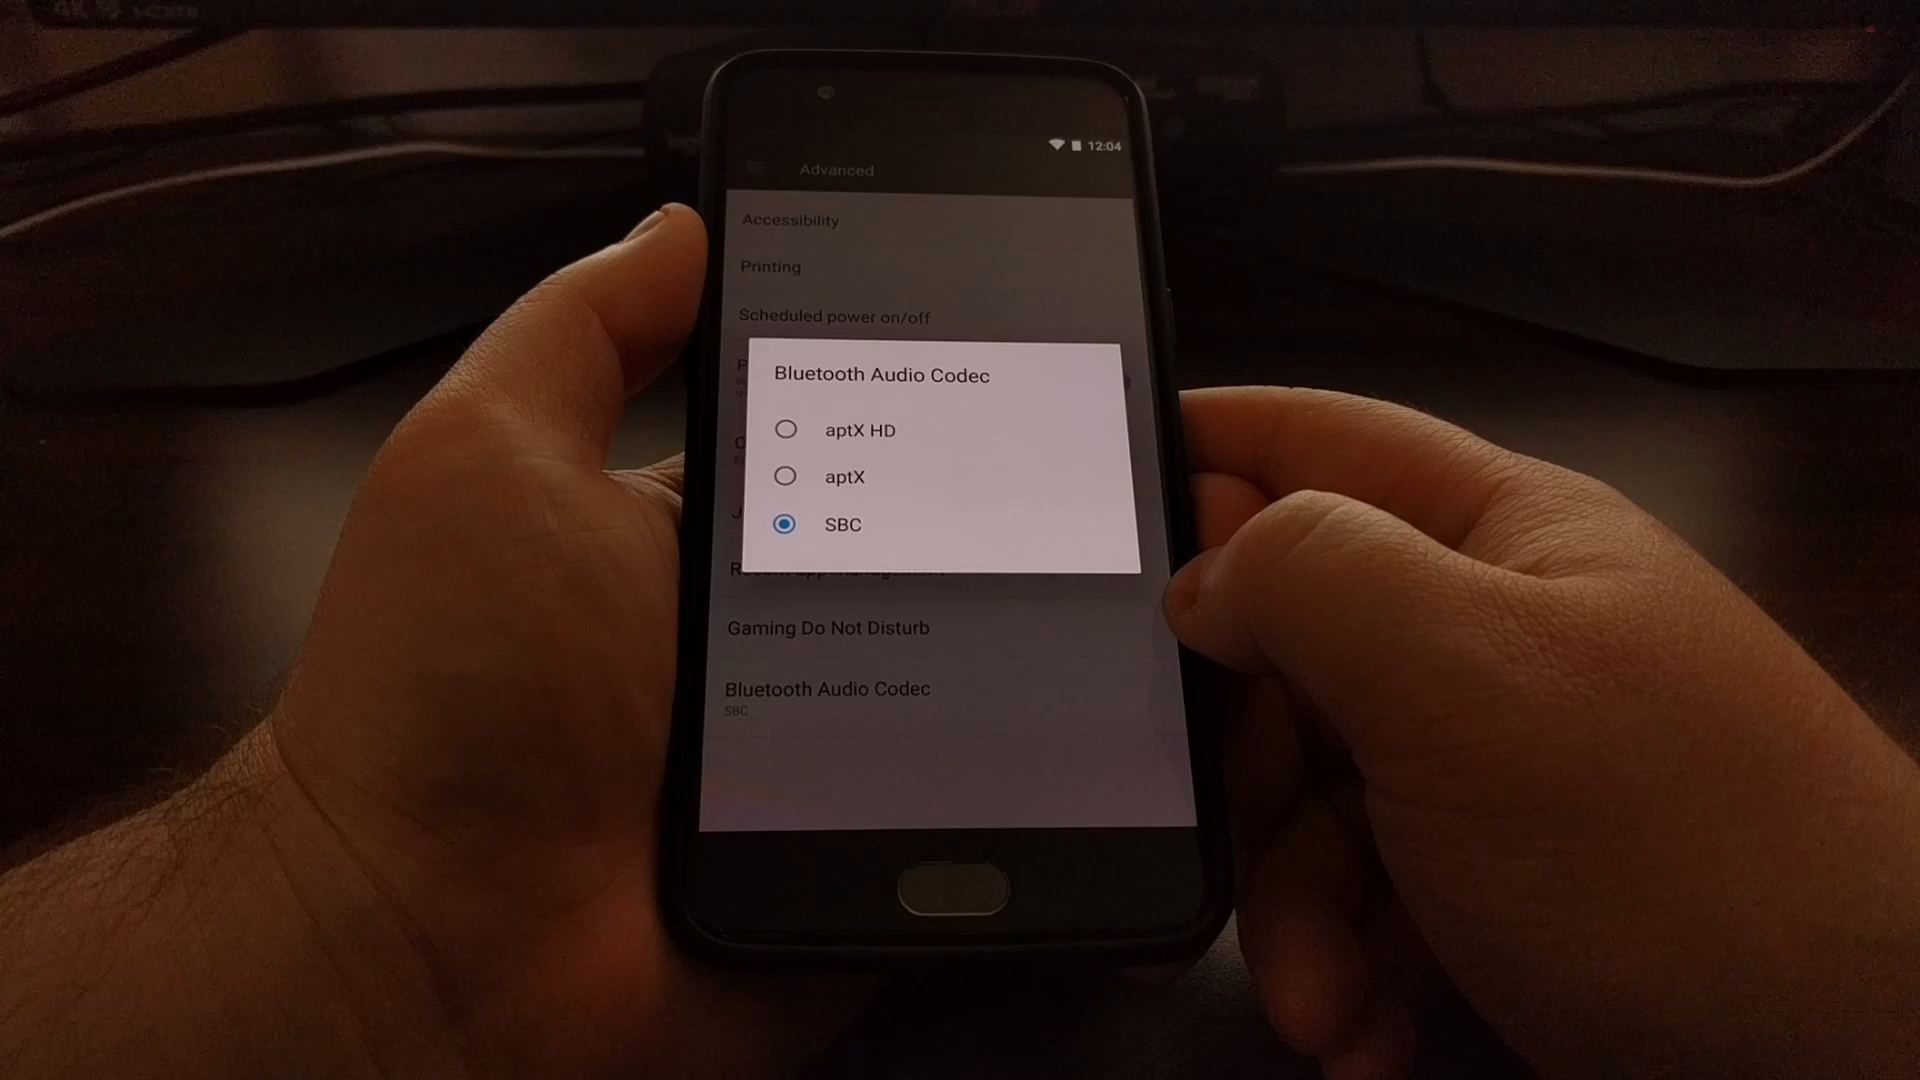 12:04
Advanced
Accessibility
Printing
Scheduled power on/off
Bluetooth Audio Codec
aptX HD
aptX
SBC
Gaming Do Not Disturb
Bluetooth Audio Codec
SBC